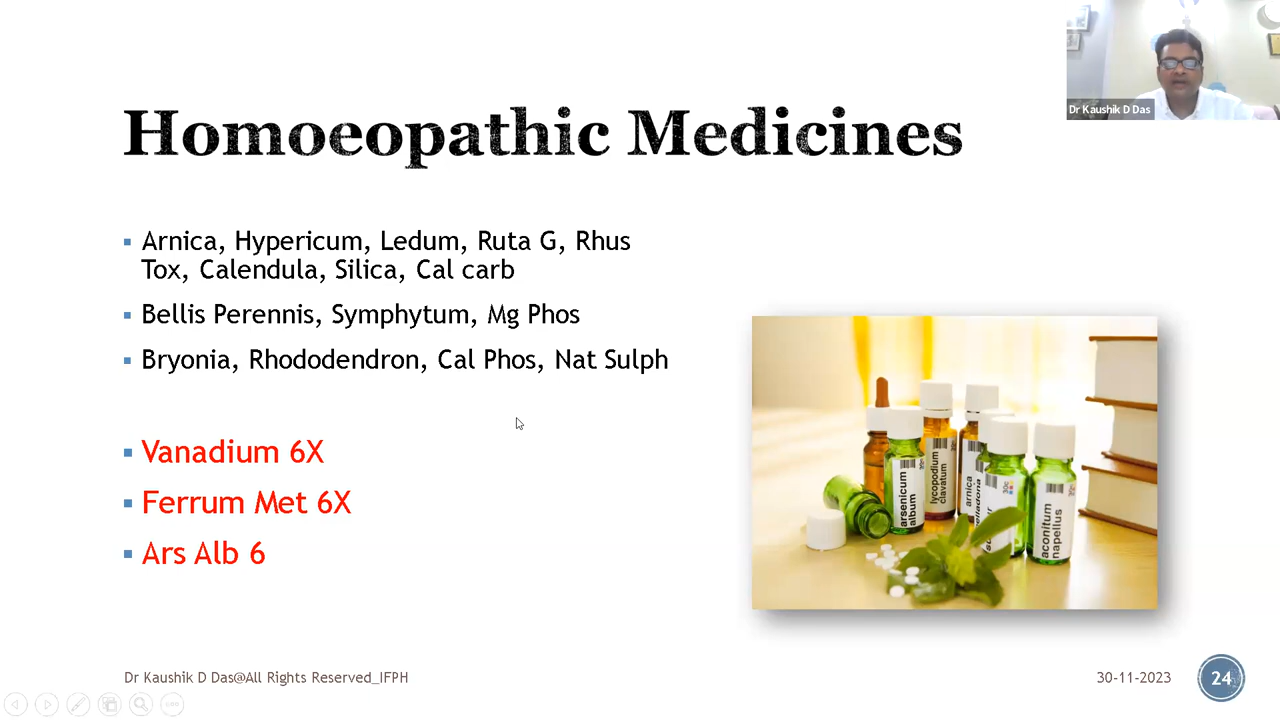 Dr Kaushik D Das
Homoeopathic Medicines
Arnica, Hypericum, Ledum, Ruta G, Rhus
Tox, Calendula, Silica, Cal carb
Bellis Perennis, Symphytum, Mg Phos
Bryonia, Rhododendron, Cal Phos, Nat Sulph
Vanadium 6X
Ferrum Met 6X
Ars Alb 6
arsenicum
album
lycopodium
clavatum
arnica
aconitum
napellus
Dr Kaushik D Das@All Rights Reserved_IFPH
30-11-2023
24